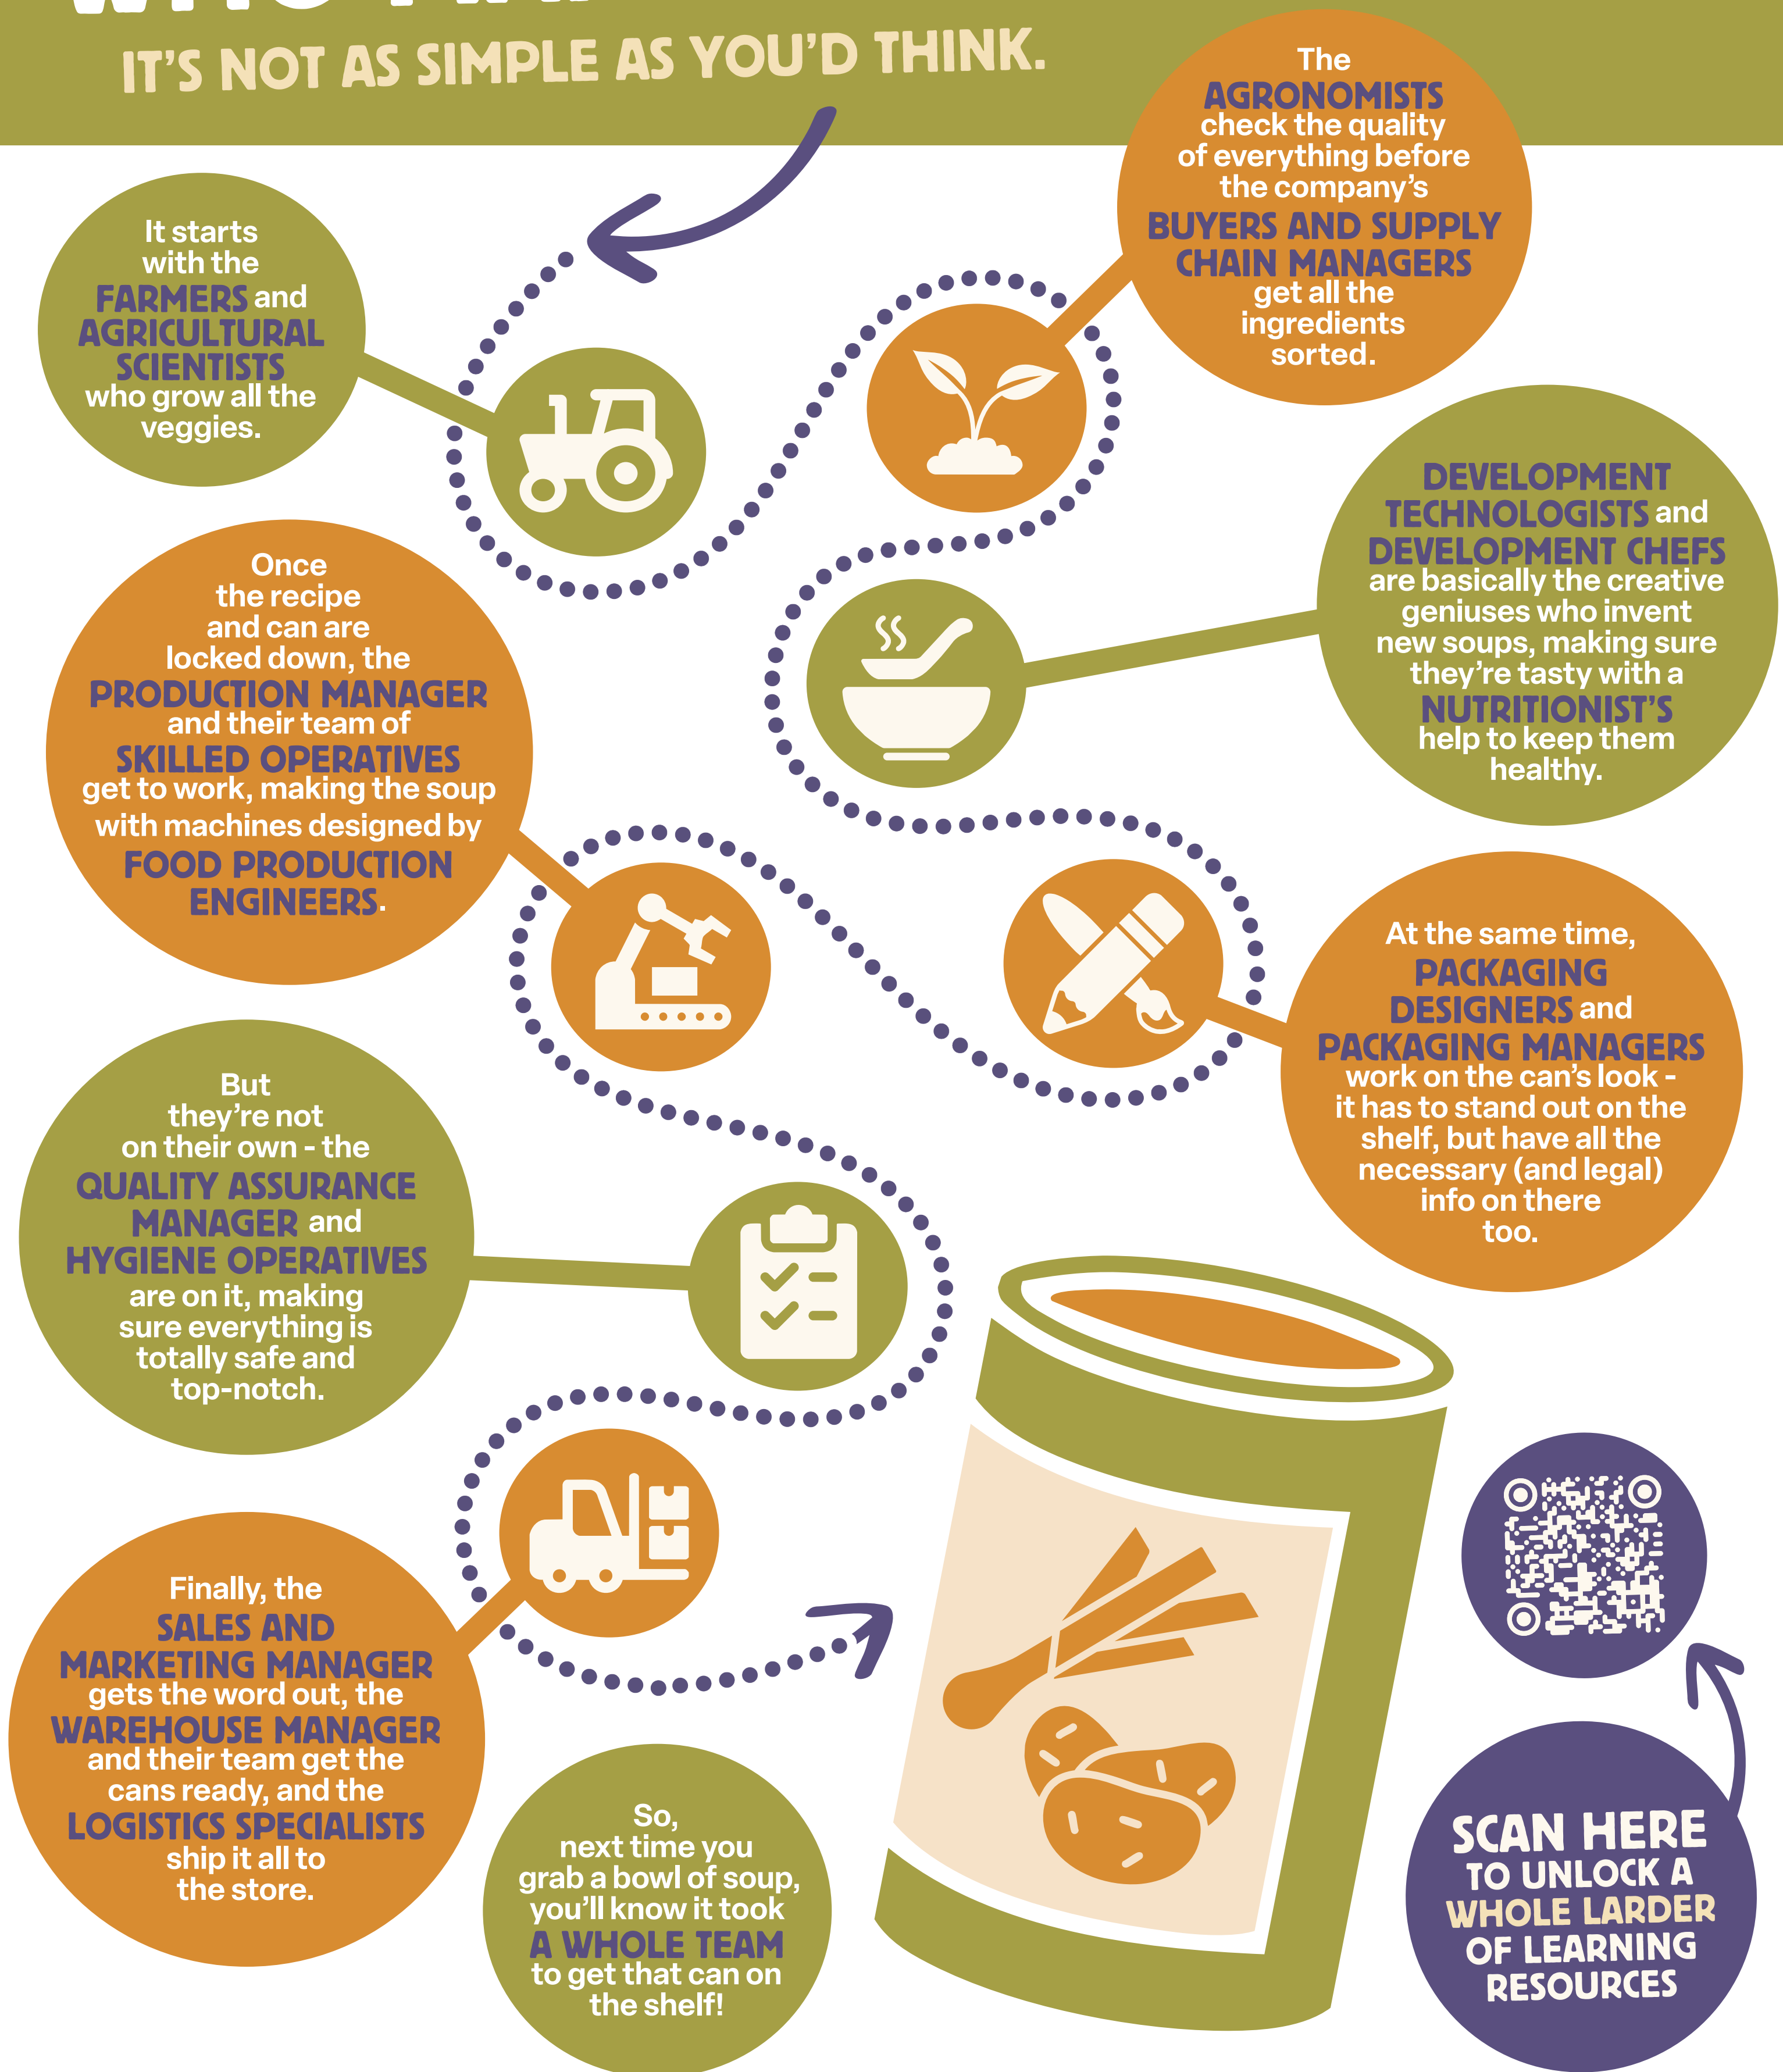 IT'S NOT AS SIMPLE AS YOU'D THINK.
It starts
with the
FARMERS and
AGRICULTURAL
SCIENTISTS
who grow all the
veggies.
The
AGRONOMISTS
check the quality
of everything before
the company's
BUYERS AND SUPPLY
CHAIN MANAGERS
get all the
ingredients
sorted.
DEVELOPMENT
TECHNOLOGISTS and
DEVELOPMENT CHEFS
are basically the creative
geniuses who invent
new soups, making sure
they're tasty with a
NUTRITIONIST'S
help to keep them
healthy.
At the same time,
PACKAGING
DESIGNERS and
PACKAGING MANAGERS
work on the can's look -
it has to stand out on the
shelf, but have all the
necessary (and legal)
info on there
too.
Once
the recipe
and can are
locked down, the
PRODUCTION MANAGER
and their team of
SKILLED OPERATIVES
get to work, making the soup
with machines designed by
FOOD PRODUCTION
ENGINEERS.
But
they're not
on their own - the
QUALITY ASSURANCE
MANAGER and
HYGIENE OPERATIVES
are on it, making
sure everything is
totally safe and
top-notch.
Finally, the
SALES AND
MARKETING MANAGER
gets the word out, the
WAREHOUSE MANAGER
and their team get the
cans ready, and the
LOGISTICS SPECIALISTS
ship it all to
the store.
So,
next time you
grab a bowl of soup,
you'll know it took
A WHOLE TEAM
to get that can on
the shelf!
SCAN HERE
TO UNLOCK A
WHOLE LARDER
OF LEARNING
RESOURCES